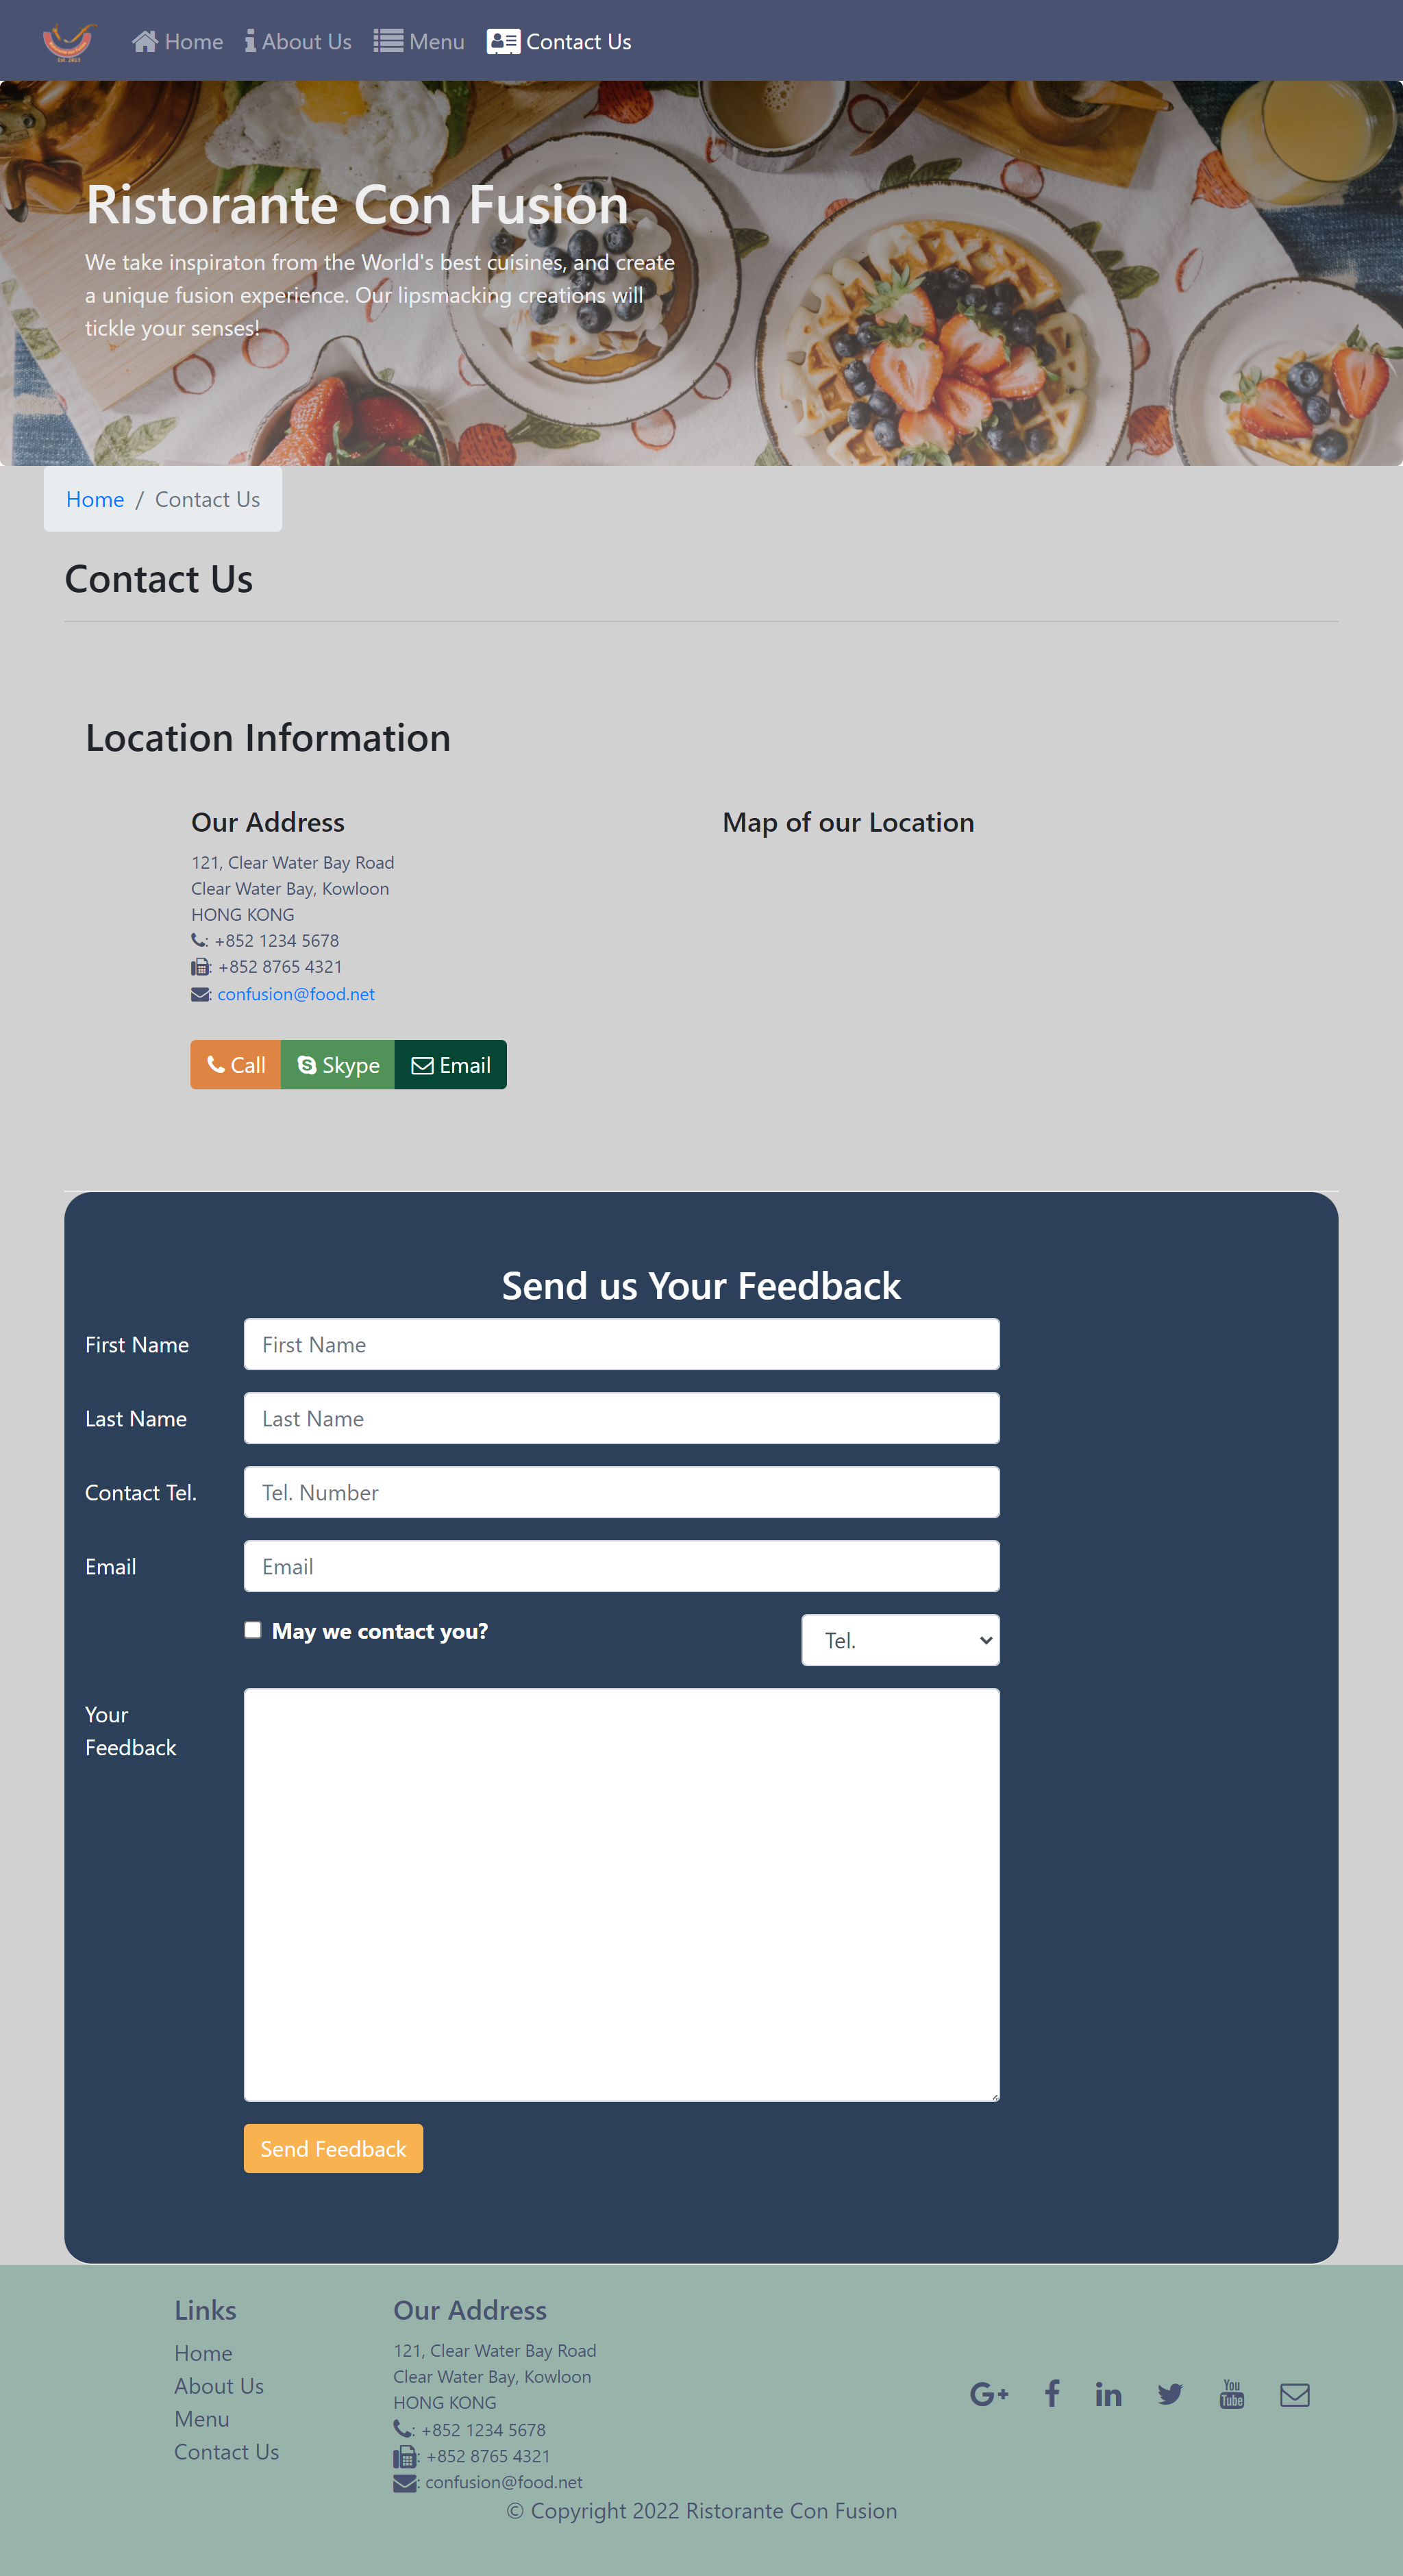 Est. 2023
Home
About Us
Menu
Contact Us
Ristorante Con Fusion
We take inspiraton from the World's best cuisines, and create
a unique fusion experience. Our lipsmacking creations will
tickle your senses!
Home / Contact Us
Contact Us
Location Information
Our Address
121, Clear Water Bay Road
Clear Water Bay, Kowloon
HONG KONG
: +852 1234 5678
: +852 8765 4321
: confusion@food.net
Call
Skype
Email
Map of our Location
Send us Your Feedback
First Name
First Name
Last Name
Last Name
Contact Tel.
Tel. Number
Email
Email
May we contact you?
Tel.
Your
Feedback
Send Feedback
Links
Home
About Us
Menu
Contact Us
Our Address
121, Clear Water Bay Road
Clear Water Bay, Kowloon
HONG KONG
: +852 1234 5678
: +852 8765 4321
: confusion@food.net
G+
f
in
You
Tube
© Copyright 2022 Ristorante Con Fusion